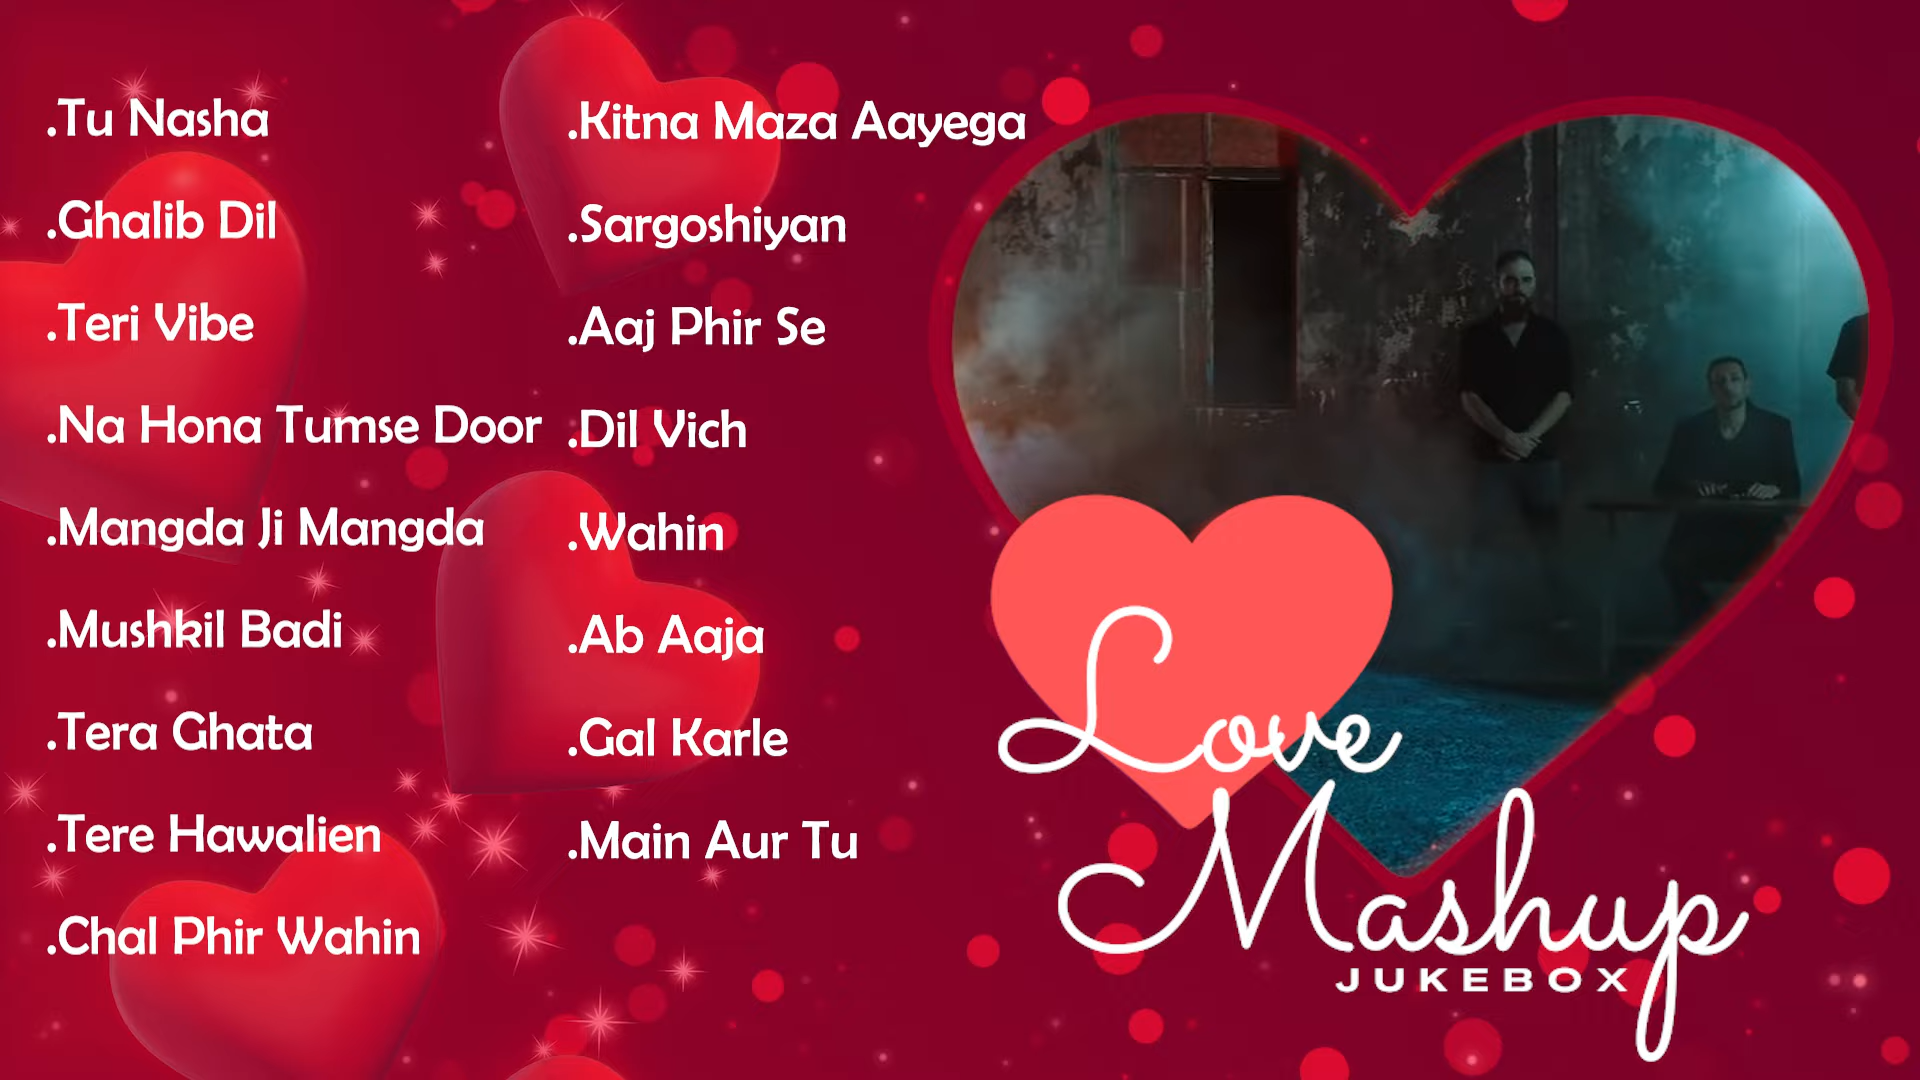 .Tu Nasha
.Ghalib Dil
.Teri Vibe
.Na Hona Tumse Door
.Mangda Ji Mangda
.Mushkil Badi
.Tera Ghata
.Tere Hawalien
.Chal Phir Wahin
.Kitna Maza Aayega
.Sargoshiyan
.Aaj Phir Se
.Dil Vich
.Wahin
.Ab Aaja
.Gal Karle
.Main Aur Tu
Love
Mashup
JUKEBOX